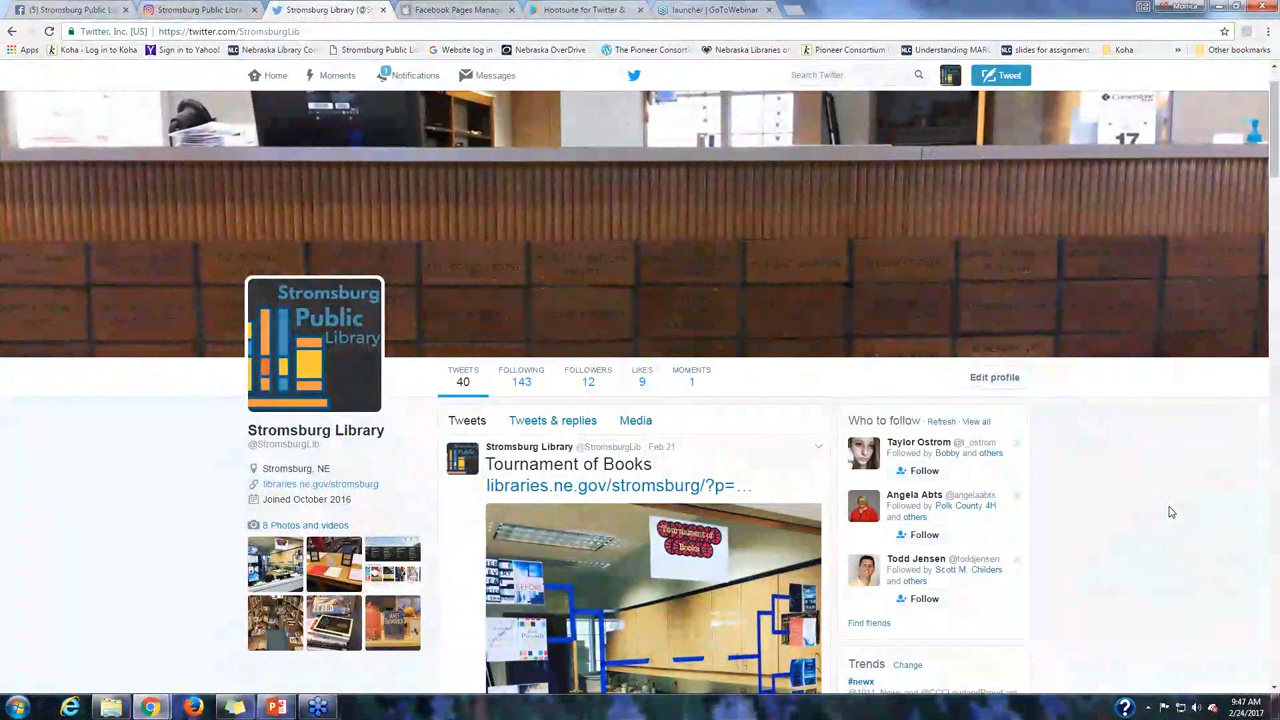 (5) Stromsburg Public Lib
Stromsburg Public Libra
Stromsburg Library (@S
Facebook Pages Mana
Hootsuite for Twitter &
launcher | GoToWebinar
Monica
Twitter, Inc. [US]
https://twitter.com/StromsburgLib
Apps
Koha - Log in to Koha
Sign in to Yahoo!
Nebraska Library Co
Stromsburg Public Li
Website log in
Nebraska OverDrive
The Pioneer Consorti
Nebraska Libraries o
Pioneer Consortium
Understanding MAR
slides for assignment
Koha
»
Other bookmarks
Home
Moments
1
Notifications
Messages
Search Twitter
Tweet
Cornerstone
17
Stromsburg
Public
Library
TWEETS
40
FOLLOWING
143
FOLLOWERS
12
LIKES
9
MOMENTS
1
Edit profile
Stromsburg Library
@StromsburgLib
Stromsburg, NE
libraries.ne.gov/stromsburg
Joined October 2016
8 Photos and videos
Tweets
Tweets & replies
Media
Stromsburg Library @StromsburgLib · Feb 21
Tournament of Books
libraries.ne.gov/stromsburg/?p=…
Tournament of
Books
BEFORE
Who to follow · Refresh · View all
Taylor Ostrom @t_ostrom
Followed by Bobby and others
Follow
Angela Abts @angelaabts
Followed by Polk County 4H
and others
Follow
Todd Jensen @toddjensen
Followed by Scott M. Childers
and others
Follow
Find friends
Trends · Change
#newx
9:47 AM
2/24/2017